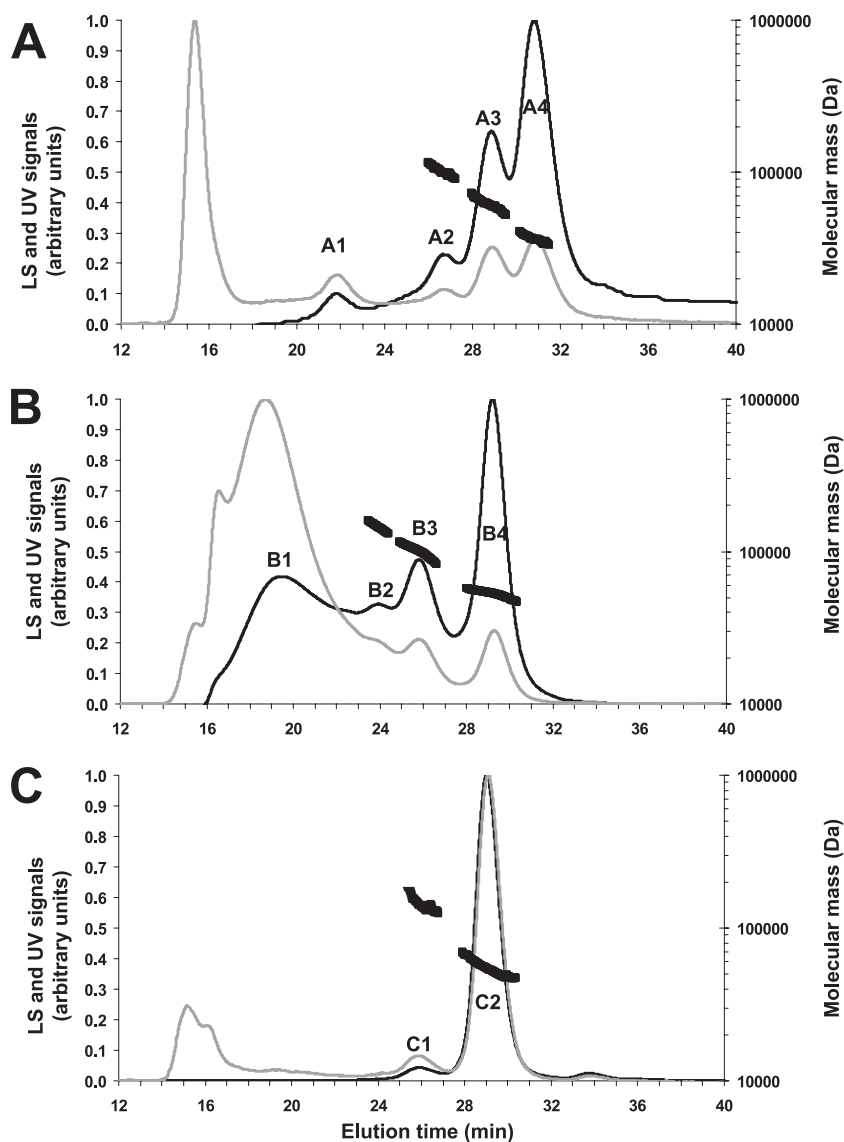 A
LS and UV signals
(arbitrary units)
1.0
0.9
0.8
0.7
0.6
0.5
0.4
0.3
0.2
0.1
0.0
A1
A2
A3
A4
1000000
100000
10000
Molecular mass (Da)
12 16 20 24 28 32 36 40
B
LS and UV signals
(arbitrary units)
1.0
0.9
0.8
0.7
0.6
0.5
0.4
0.3
0.2
0.1
0.0
B1
B2
B3
B4
1000000
100000
10000
Molecular mass (Da)
12 16 20 24 28 32 36 40
C
LS and UV signals
(arbitrary units)
1.0
0.9
0.8
0.7
0.6
0.5
0.4
0.3
0.2
0.1
0.0
C1
C2
1000000
100000
10000
Molecular mass (Da)
12 16 20 24 28 32 36 40
Elution time (min)